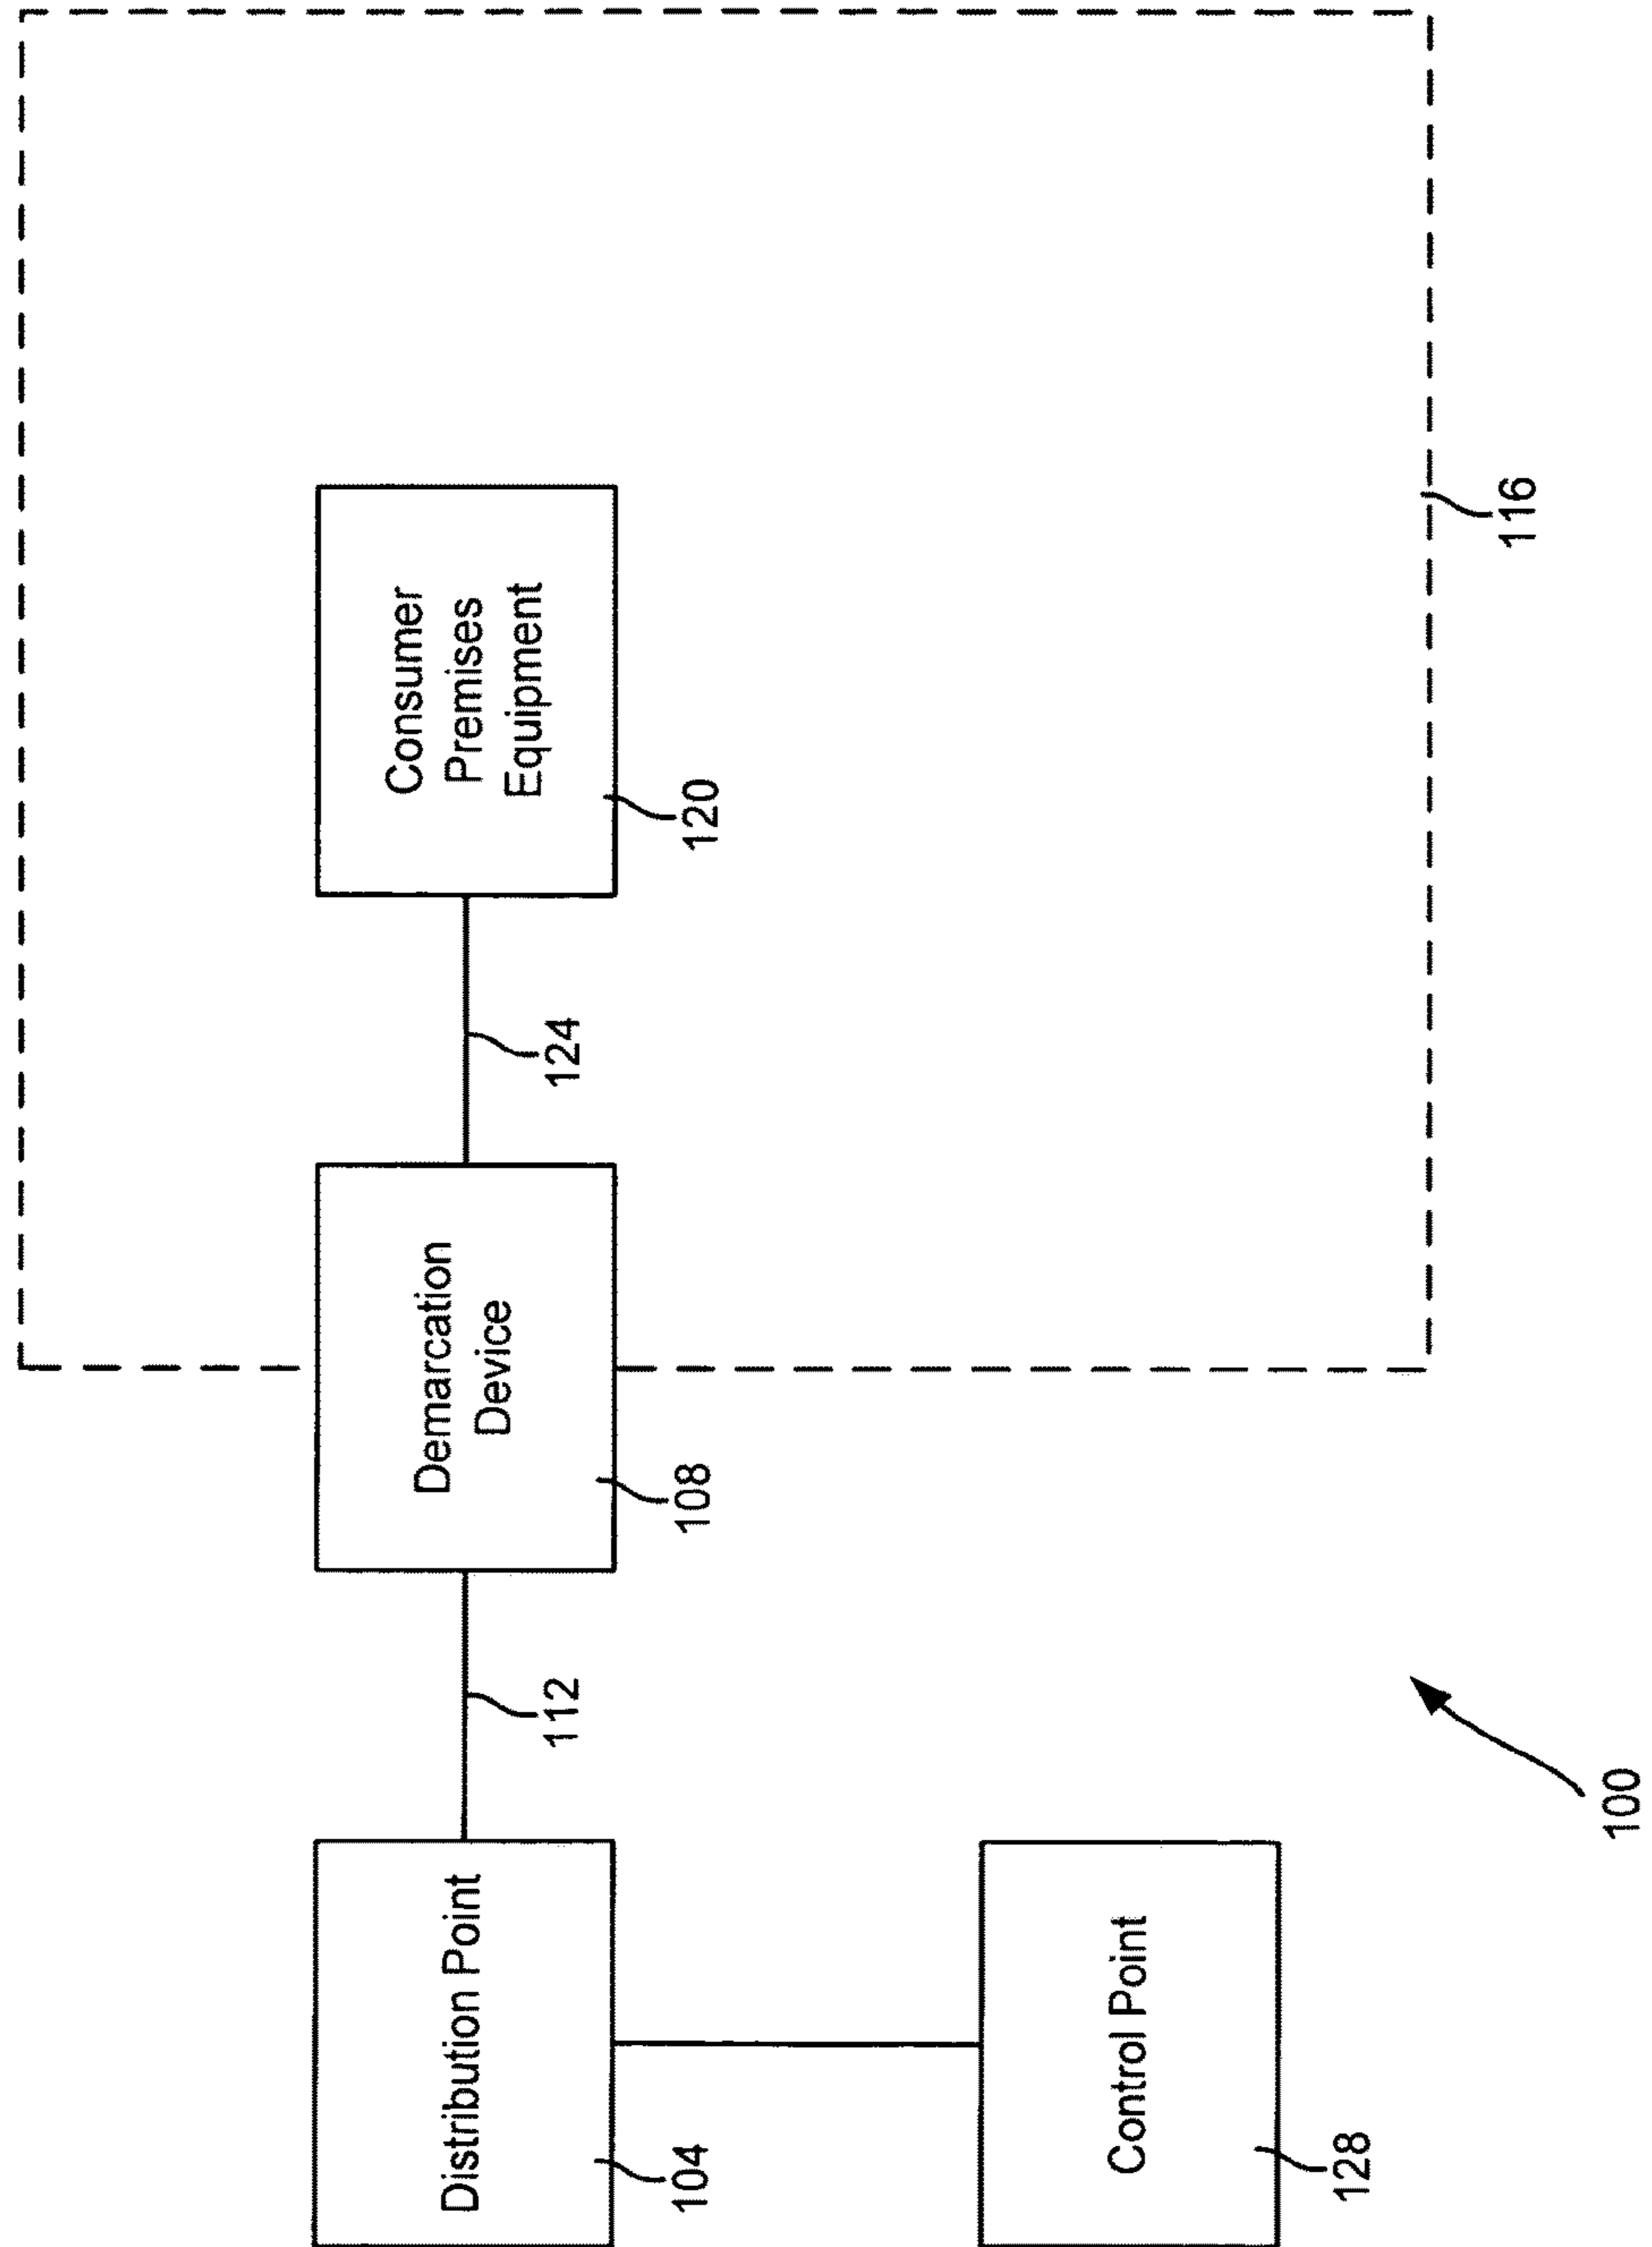 Distribution Point
104
112
Demarcation
Device
108
124
Consumer
Premises
Equipment
120
Control Point
128
116
100